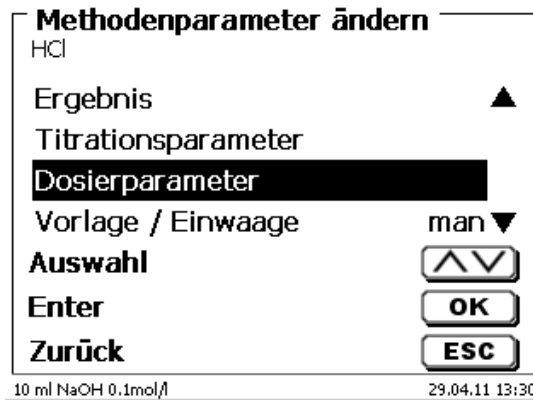 Methodenparameter ändern
HCl
Ergebnis
Titrationsparameter
Dosierparameter
Vorlage / Einwaage man
Auswahl
Enter OK
Zurück ESC
10 ml NaOH 0.1mol/l 29.04.11 13:30